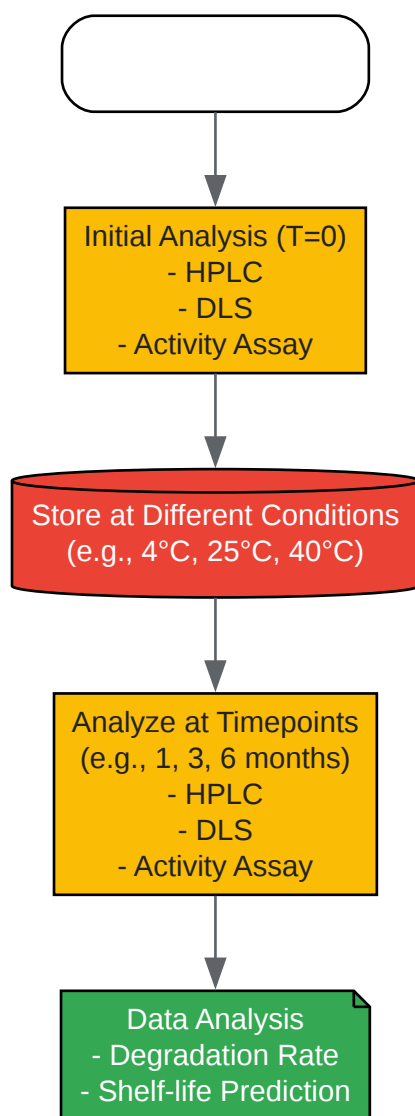 Initial Analysis (T=0)
- HPLC
- DLS
- Activity Assay
Store at Different Conditions
(e.g., 4°C, 25°C, 40°C)
Analyze at Timepoints
(e.g., 1, 3, 6 months)
- HPLC
- DLS
- Activity Assay
Data Analysis
- Degradation Rate
- Shelf-life Prediction